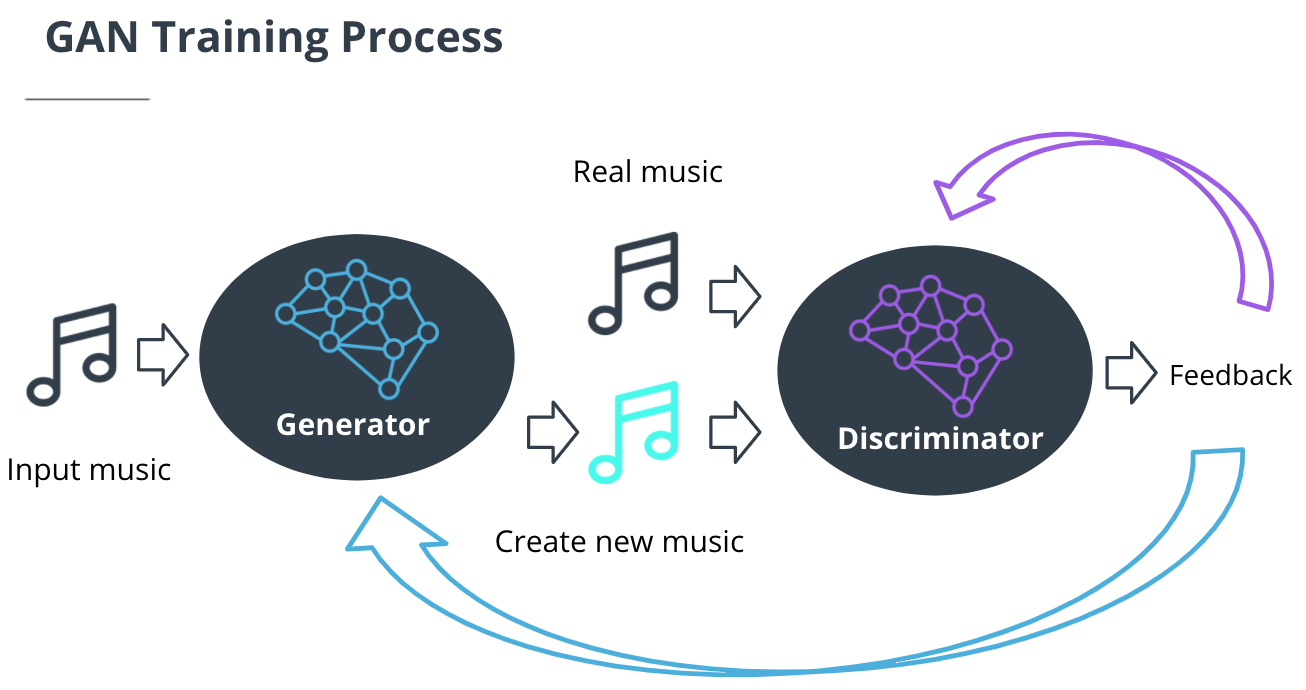 GAN Training Process
Real music
Generator
Input music
Create new music
Discriminator
Feedback